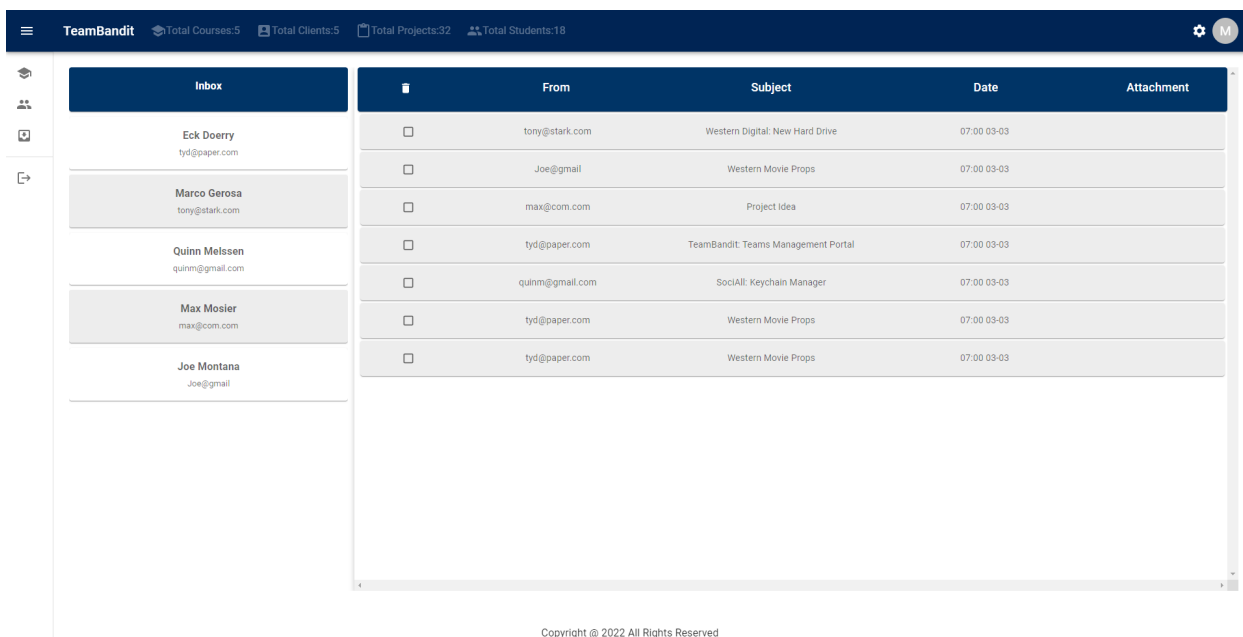 TeamBandit Total Courses:5 Total Clients:5 Total Projects:32 Total Students:18 M
Inbox
Eck Doerry
tyd@paper.com
Marco Gerosa
tony@stark.com
Quinn Melssen
quinm@gmail.com
Max Mosier
max@com.com
Joe Montana
Joe@gmail
From Subject Date Attachment
tony@stark.com Western Digital: New Hard Drive 07:00 03-03
Joe@gmail Western Movie Props 07:00 03-03
max@com.com Project Idea 07:00 03-03
tyd@paper.com TeamBandit: Teams Management Portal 07:00 03-03
quinm@gmail.com SociAll: Keychain Manager 07:00 03-03
tyd@paper.com Western Movie Props 07:00 03-03
tyd@paper.com Western Movie Props 07:00 03-03
Copyright @ 2022 All Rights Reserved